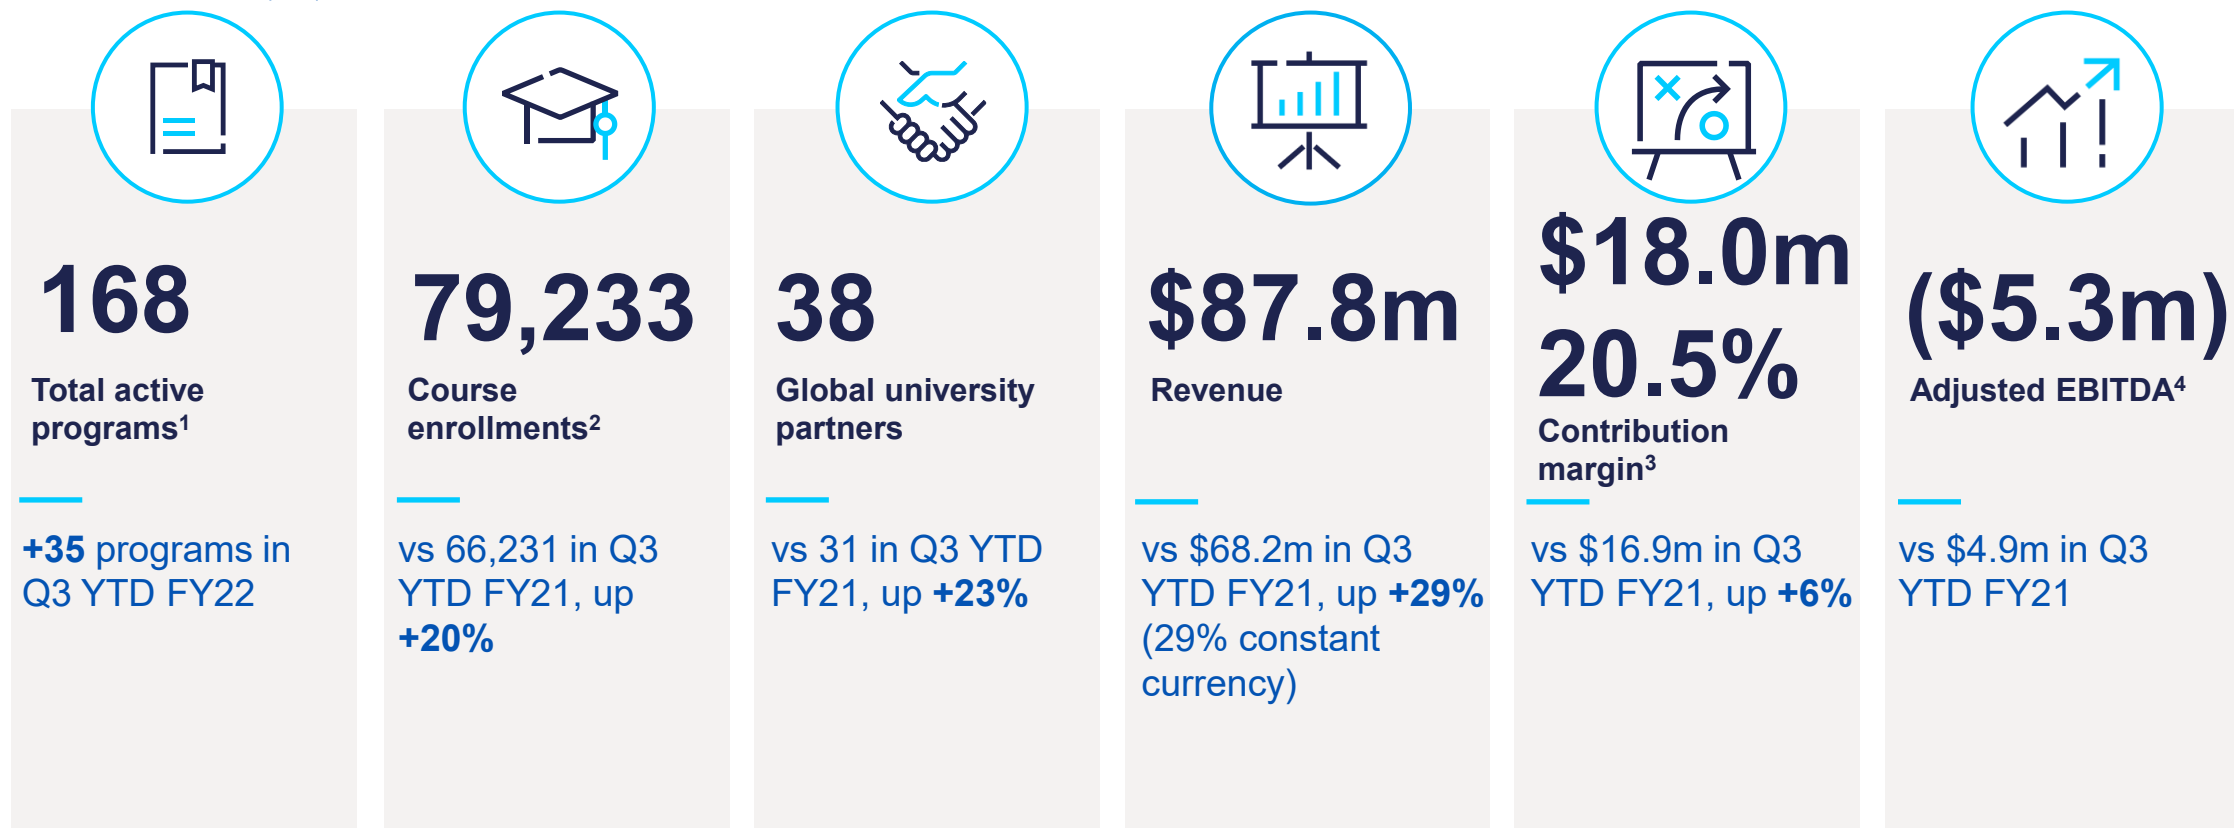 168
Total active
programs¹
+35 programs in
Q3 YTD FY22
79,233
Course
enrollments²
vs 66,231 in Q3
YTD FY21, up
+20%
38
Global university
partners
vs 31 in Q3 YTD
FY21, up +23%
$87.8m
Revenue
vs $68.2m in Q3
YTD FY21, up +29%
(29% constant
currency)
$18.0m
20.5%
Contribution
margin³
vs $16.9m in Q3
YTD FY21, up +6%
($5.3m)
Adjusted EBITDA⁴
vs $4.9m in Q3
YTD FY21